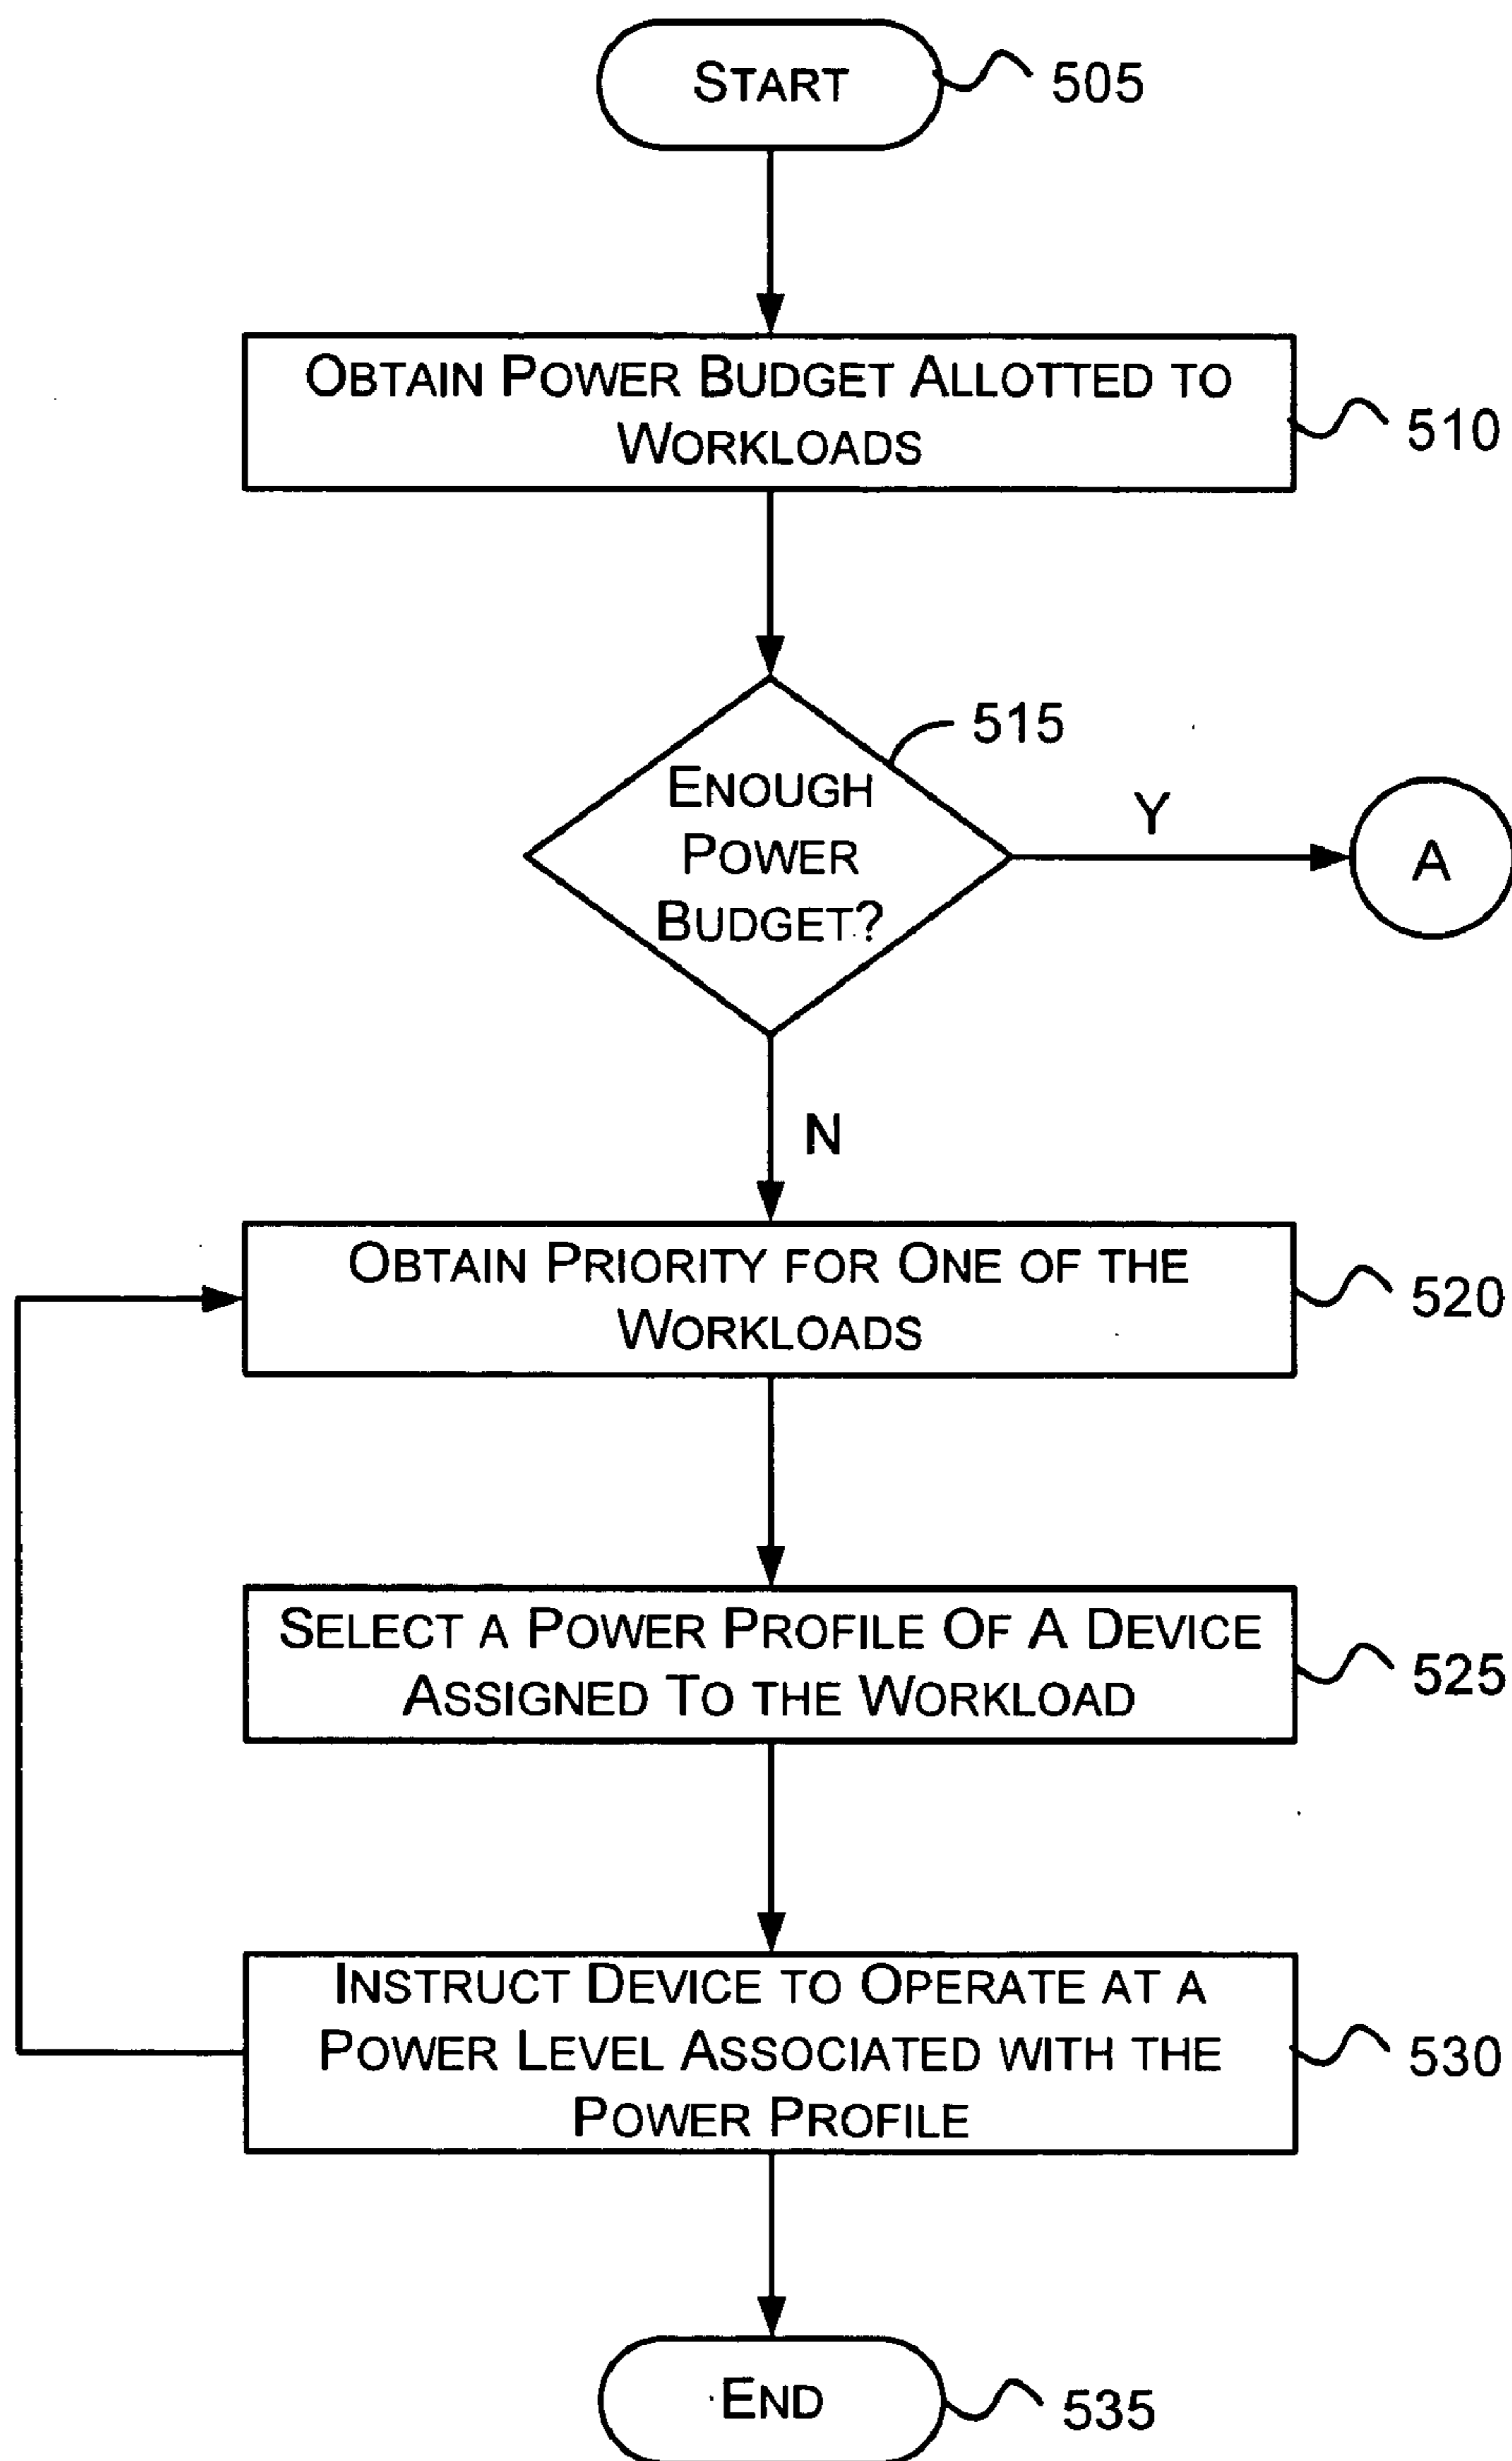 START
505
OBTAIN POWER BUDGET ALLOTTED TO
WORKLOADS
510
515
ENOUGH
POWER
BUDGET?
Y
A
N
OBTAIN PRIORITY FOR ONE OF THE
WORKLOADS
520
SELECT A POWER PROFILE OF A DEVICE
ASSIGNED TO THE WORKLOAD
525
INSTRUCT DEVICE TO OPERATE AT A
POWER LEVEL ASSOCIATED WITH THE
POWER PROFILE
530
END
535